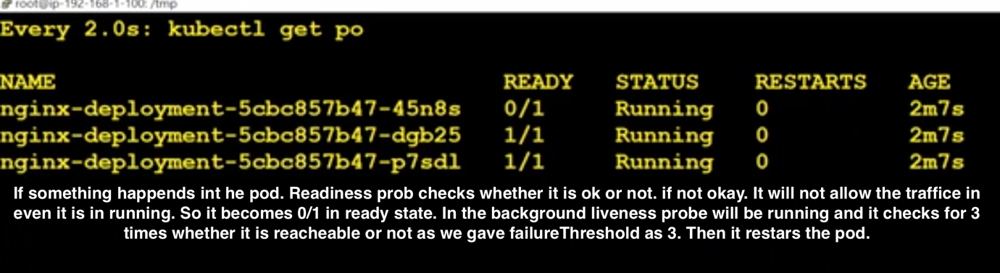 root@ip-192-168-1-100: /tmp
Every 2.0s: kubectl get po
NAME READY STATUS RESTARTS AGE
nginx-deployment-5cbc857b47-45n8s 0/1 Running 0 2m7s
nginx-deployment-5cbc857b47-dgb25 1/1 Running 0 2m7s
nginx-deployment-5cbc857b47-p7sdl 1/1 Running 0 2m7s
If something happends int he pod. Readiness prob checks whether it is ok or not. if not okay. It will not allow the traffice in
even it is in running. So it becomes 0/1 in ready state. In the background liveness probe will be running and it checks for 3
times whether it is reacheable or not as we gave failureThreshold as 3. Then it restars the pod.